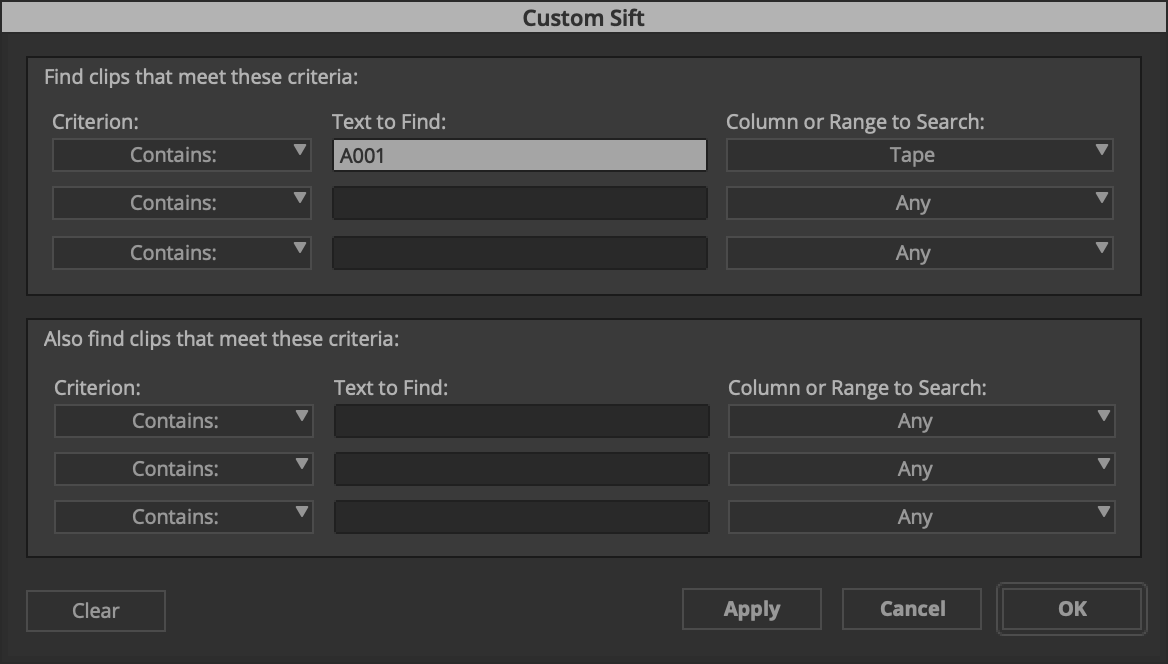 Custom Sift
Find clips that meet these criteria:
Criterion: Text to Find: Column or Range to Search:
Contains: A001 Tape
Contains: Any
Contains: Any
Also find clips that meet these criteria:
Criterion: Text to Find: Column or Range to Search:
Contains: Any
Contains: Any
Contains: Any
Clear Apply Cancel OK